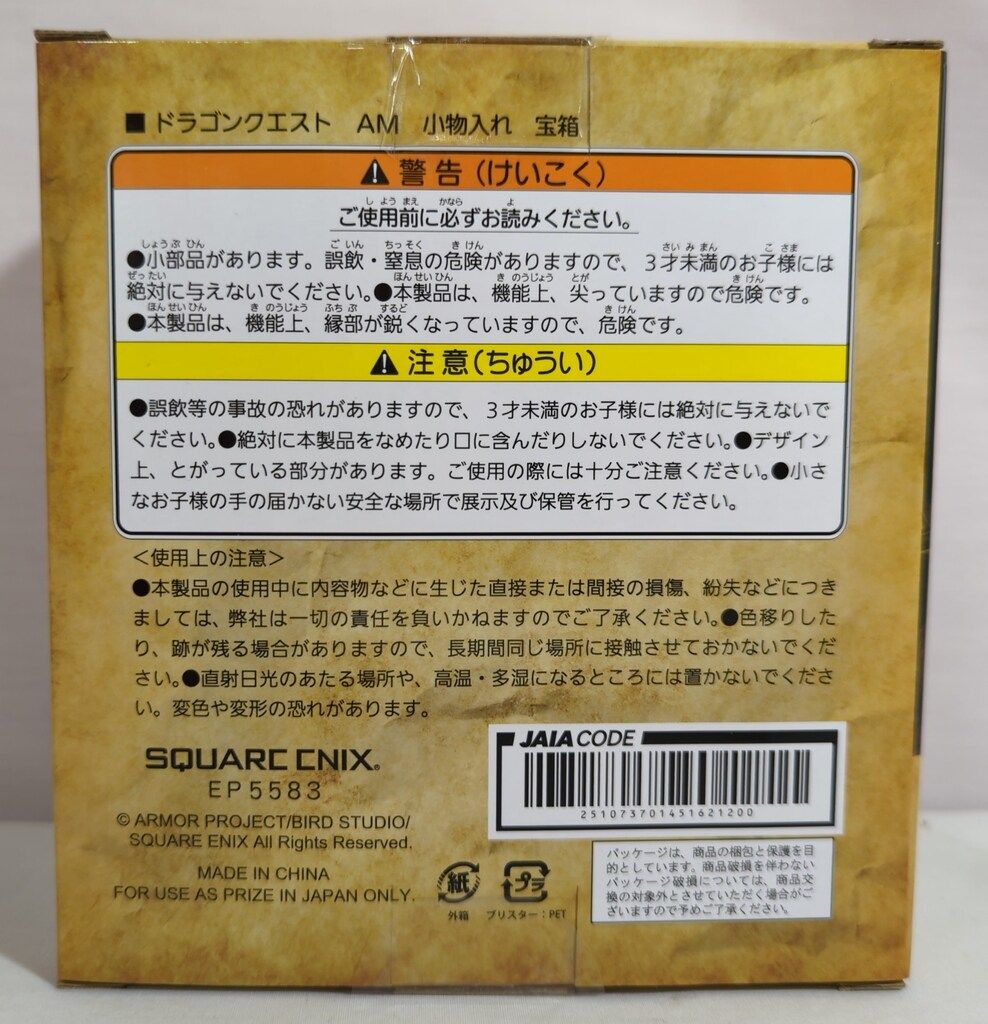 ■ ドラゴンクエスト AM 小物入れ 宝箱
⚠ 警告（けいこく）
ご使用前に必ずお読みください。
●小部品があります。誤飲・窒息の危険がありますので、３才未満のお子様には
絶対に与えないでください。●本製品は、機能上、尖っていますので危険です。
●本製品は、機能上、縁部が鋭くなっていますので、危険です。
⚠ 注意（ちゅうい）
●誤飲等の事故の恐れがありますので、３才未満のお子様には絶対に与えないで
ください。●絶対に本製品をなめたり口に含んだりしないでください。●デザイン
上、とがっている部分があります。ご使用の際には十分ご注意ください。●小さ
なお子様の手の届かない安全な場所で展示及び保管を行ってください。
＜使用上の注意＞
●本製品の使用中に内容物などに生じた直接または間接の損傷、紛失などにつき
ましては、弊社は一切の責任を負いかねますのでご了承ください。●色移りした
り、跡が残る場合がありますので、長期間同じ場所に接触させておかないでくだ
さい。●直射日光のあたる場所や、高温・多湿になるところには置かないでくださ
い。変色や変形の恐れがあります。
SQUARE ENIX®
EP5583
© ARMOR PROJECT/BIRD STUDIO/
SQUARE ENIX All Rights Reserved.
MADE IN CHINA
FOR USE AS PRIZE IN JAPAN ONLY.
紙
外箱
プラ
ブリスター：PET
JAIA CODE
2510737014516212​00
パッケージは、商品の梱包と保護を目
的としています。商品破損を伴わない
パッケージ破損については、商品交
換の対象外とさせていただく場合がご
ざいますので予めご了承ください。